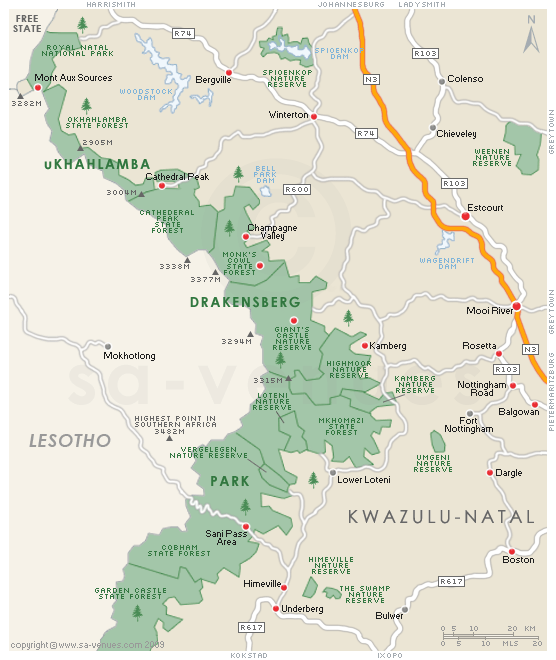 HARRISMITH
JOHANNESBURG
LADYSMITH
FREE
STATE
OKHAHLAMBA
R74
R103
ROYAL NATAL
NATIONAL PARK
SPIOENKOP
DAM
Mont Aux Sources
Bergville
SPIOENKOP
NATURE
RESERVE
N3
Colenso
WOODSTOCK
DAM
3282M
Winterton
OKHAHLAMBA
STATE FOREST
R74
Chieveley
GREYTOWN
2905M
WEENEN
NATURE
RESERVE
uKHAHLAMBA
Cathedral Peak
BELL
PARK
DAM
R600
R103
3004M
CATHEDERAL
PEAK
STATE
FOREST
Estcourt
Champagne
Valley
MONK'S
COWL
STATE
FOREST
3338M
3377M
WAGENDRIFT
DAM
DRAKENSBERG
Mooi River
GREYTOWN
GIANT'S
CASTLE
NATURE
RESERVE
3294M
Mokhotlong
Kamberg
Rosetta
N3
HIGHMOOR
NATURE
RESERVE
R103
3315M
KAMBERG
NATURE
RESERVE
Nottingham
Road
PIETERMARITZBURG
LOTENI
NATURE
RESERVE
Balgowan
HIGHEST POINT IN
SOUTHERN AFRICA
3482M
MKHOMAZI
STATE
FOREST
Fort
Nottingham
LESOTHO
VERGELEGEN
NATURE RESERVE
UMGENI
NATURE
RESERVE
PARK
Lower Loteni
Dargle
KWAZULU-NATAL
Sani Pass
Area
COBHAM
STATE FOREST
Boston
HIMEVILLE
NATURE
RESERVE
GARDEN CASTLE
STATE FOREST
Himeville
THE SWAMP
NATURE
RESERVE
R617
Underberg
Bulwer
R617
0 5 10 20 KM
0 5 10 20 MLS
copyright@www.sa-venues.com 2009
KOKSTAD
IXOPO
©
sa-venues